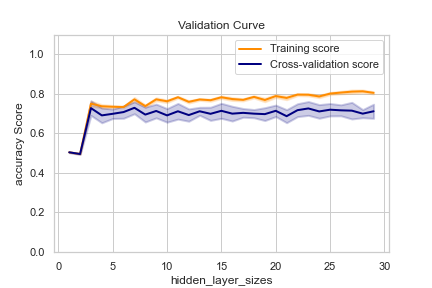 Validation Curve
Training score
Cross-validation score
accuracy Score
1.0
0.8
0.6
0.4
0.2
0.0
0 5 10 15 20 25 30
hidden_layer_sizes